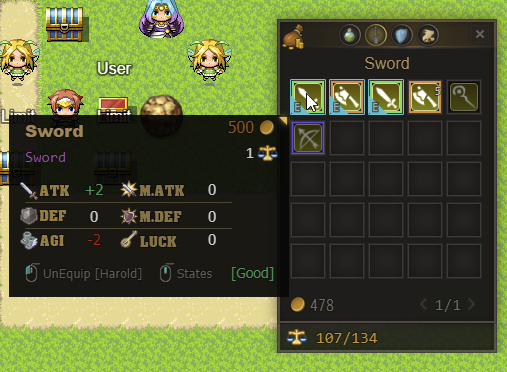 User
Limit
Limit
Sword
Sword
500
Sword
1
ATK +2 M.ATK 0
DEF 0 M.DEF 0
AGI -2 LUCK 0
UnEquip [Harold] States [Good]
E E E 5
478 1/1
107/134